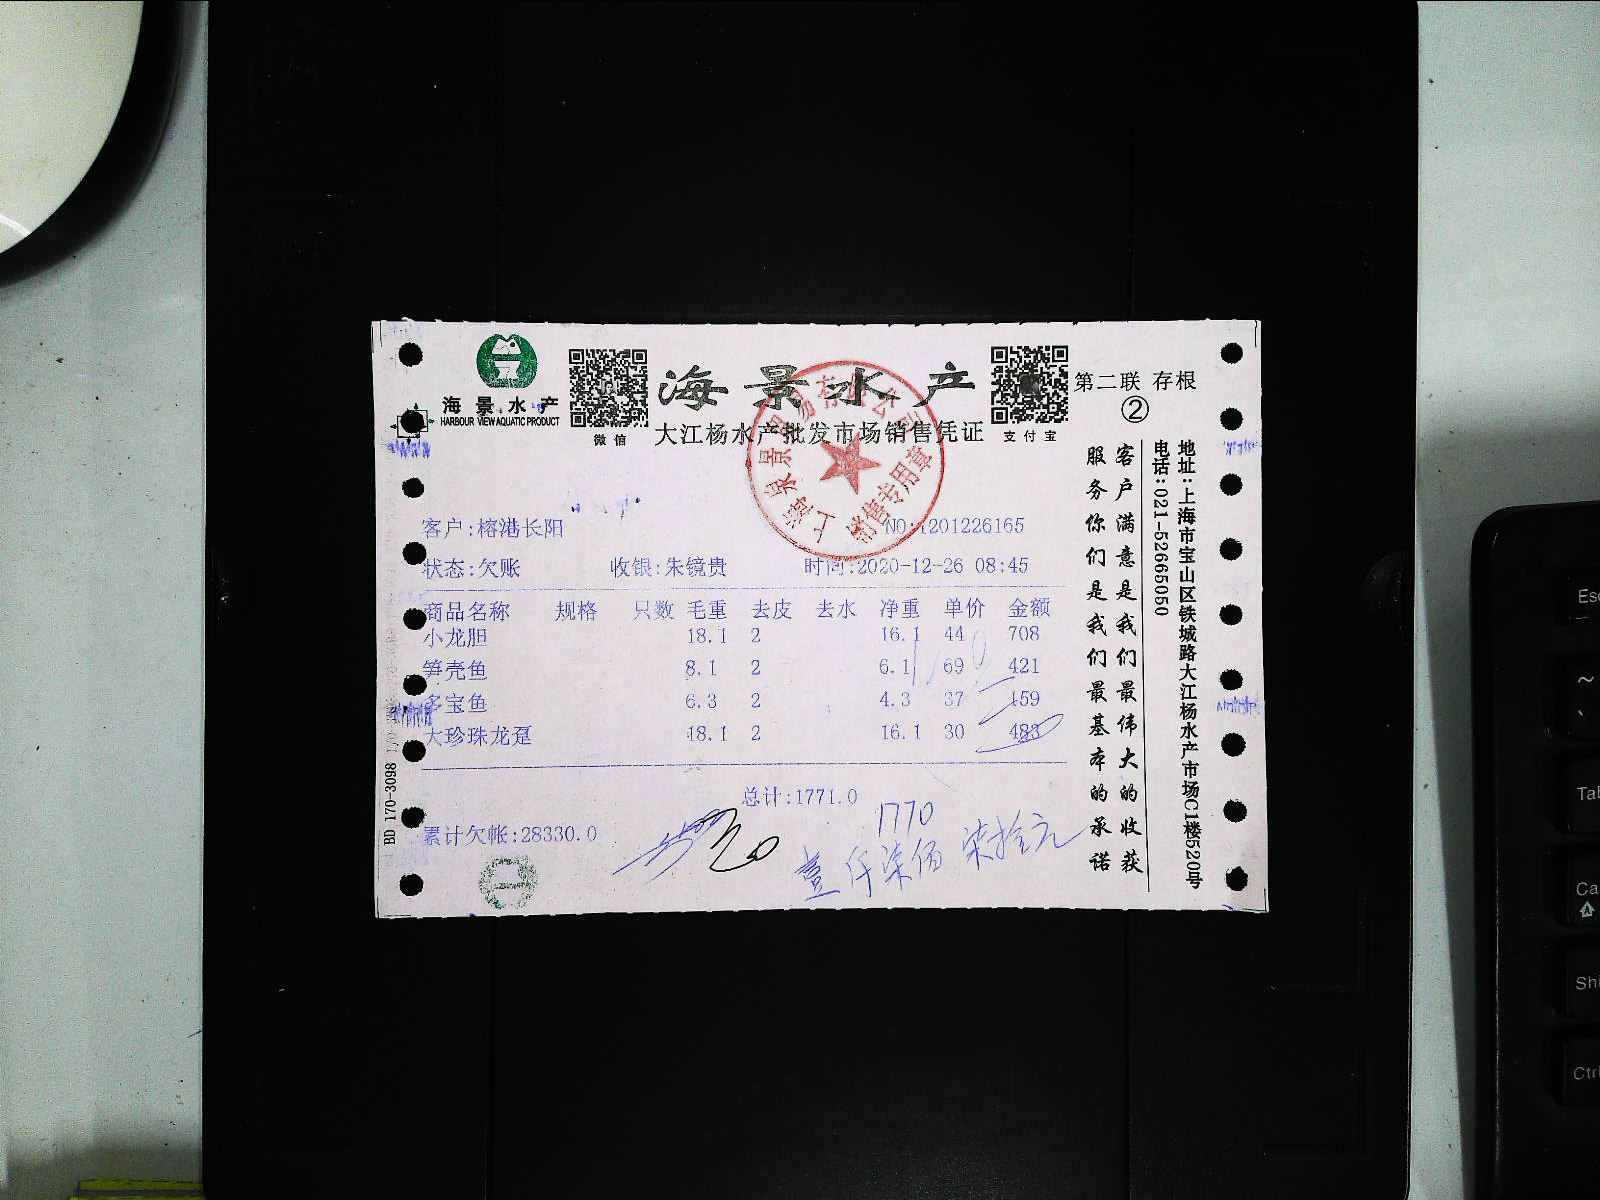 海景水产
HARBOUR VIEW AQUATIC PRODUCT
微信
海景水产
大江杨水产批发市场销售凭证
支付宝
第二联 存根
②
销售专用章
客户:榕港长阳
NO:1201226165
状态:欠账 收银:朱镜贵 时间:2020-12-26 08:45
商品名称 规格 只数 毛重 去皮 去水 净重 单价 金额
小龙胆 18.1 2 16.1 44 708
笋壳鱼 8.1 2 6.1 69 421
多宝鱼 6.3 2 4.3 37 159
大珍珠龙趸 18.1 2 16.1 30 483
总计:1771.0
累计欠帐:28330.0
1770
壹仟柒佰柒拾元
客户满意是我们最伟大的收获
服务你们是我们最基本的承诺
地址:上海市宝山区铁城路大江杨水产市场C1楼520号
电话:021-52665050
BD 170-3098
Esc
~
Tab
Ca
A
Shi
Ctrl